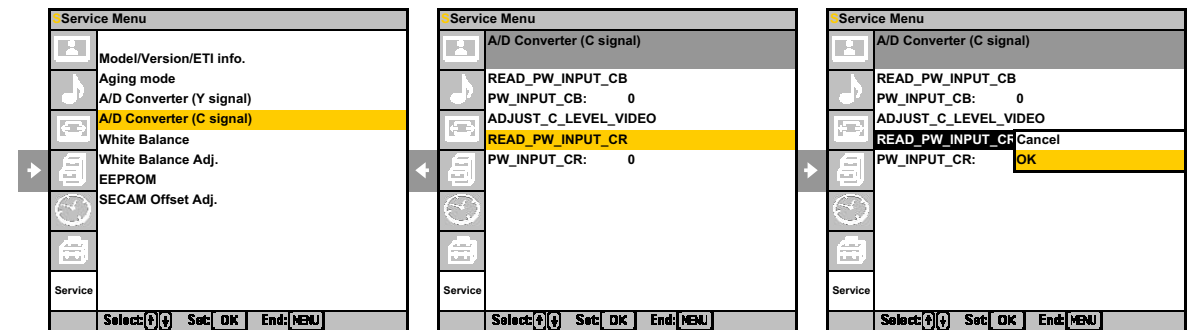 Service Menu
Model/Version/ETI info.
Aging mode
A/D Converter (Y signal)
A/D Converter (C signal)
White Balance
White Balance Adj.
EEPROM
SECAM Offset Adj.
Service
Select: Set: OK End: MENU
Service Menu
A/D Converter (C signal)
READ_PW_INPUT_CB
PW_INPUT_CB: 0
ADJUST_C_LEVEL_VIDEO
READ_PW_INPUT_CR
PW_INPUT_CR: 0
Service
Select: Set: OK End: MENU
Service Menu
A/D Converter (C signal)
READ_PW_INPUT_CB
PW_INPUT_CB: 0
ADJUST_C_LEVEL_VIDEO
READ_PW_INPUT_CR Cancel
PW_INPUT_CR: OK
Service
Select: Set: OK End: MENU